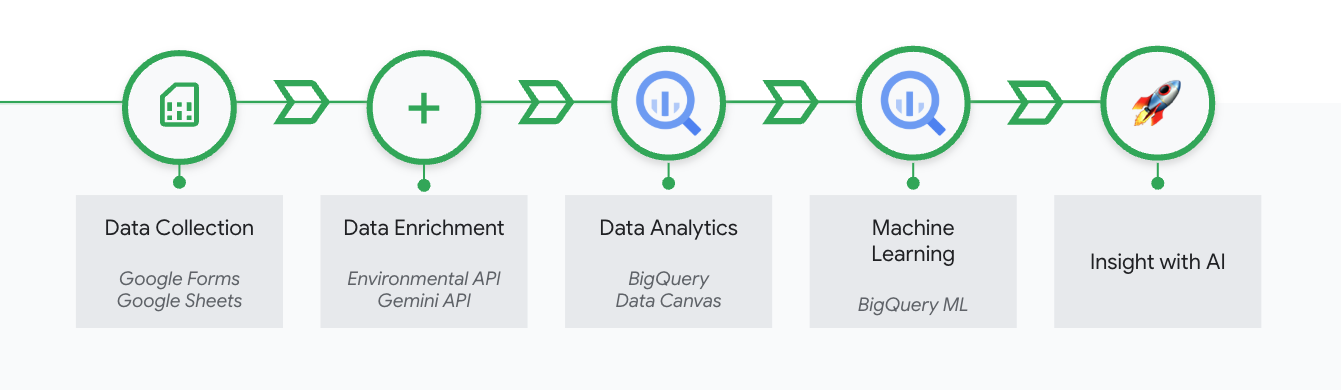 Data Collection
Google Forms
Google Sheets
Data Enrichment
Environmental API
Gemini API
Data Analytics
BigQuery
Data Canvas
Machine
Learning
BigQuery ML
Insight with AI